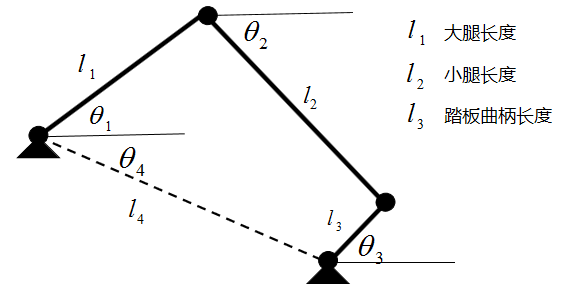 θ₂
l₁ 大腿长度
l₁
l₂ 小腿长度
l₂
θ₁
l₃ 踏板曲柄长度
θ₄
l₄
l₃
θ₃